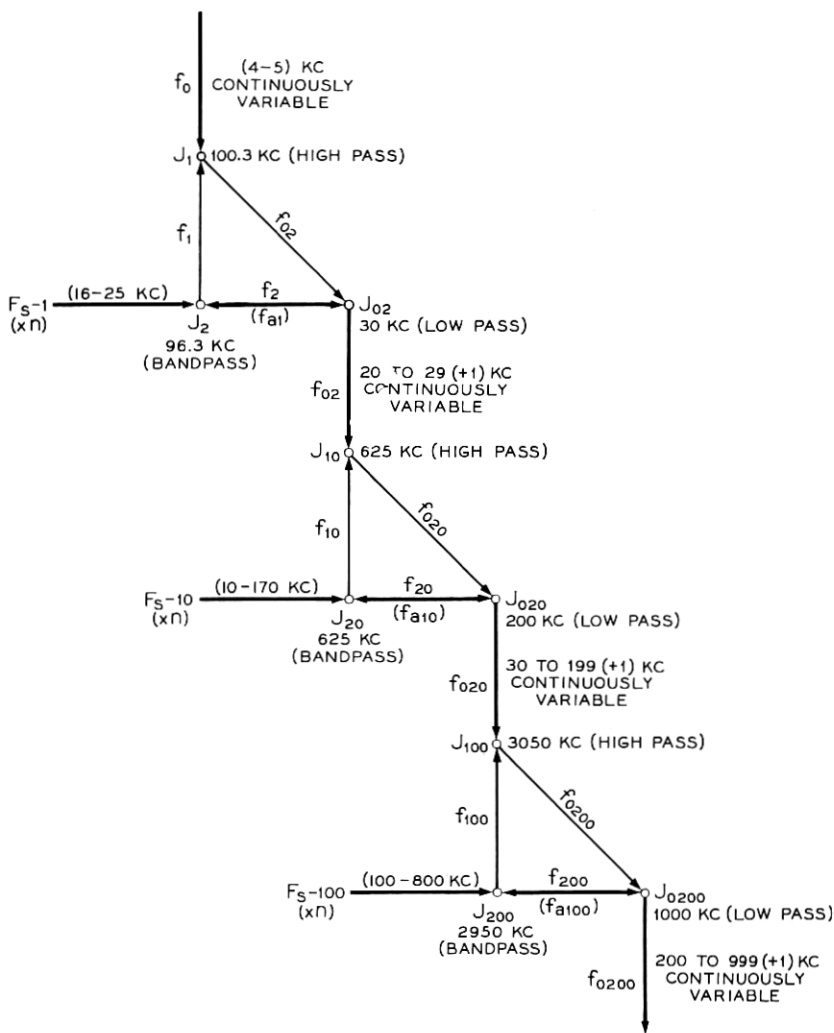 (4-5) KC
CONTINUOUSLY
VARIABLE
f0
J1
100.3 KC (HIGH PASS)
f1
f02
FS-1
(xn)
(16-25 KC)
f2
(fa1)
J02
J2
96.3 KC
(BANDPASS)
30 KC (LOW PASS)
20 TO 29 (+1) KC
CONTINUOUSLY
VARIABLE
f02
J10
625 KC (HIGH PASS)
f10
f020
FS-10
(xn)
(10-170 KC)
f20
(fa10)
J020
J20
625 KC
(BANDPASS)
200 KC (LOW PASS)
30 TO 199 (+1) KC
CONTINUOUSLY
VARIABLE
f020
J100
3050 KC (HIGH PASS)
f100
f0200
FS-100
(xn)
(100-800 KC)
f200
(fa100)
J0200
J200
2950 KC
(BANDPASS)
1000 KC (LOW PASS)
200 TO 999 (+1) KC
CONTINUOUSLY
VARIABLE
f0200